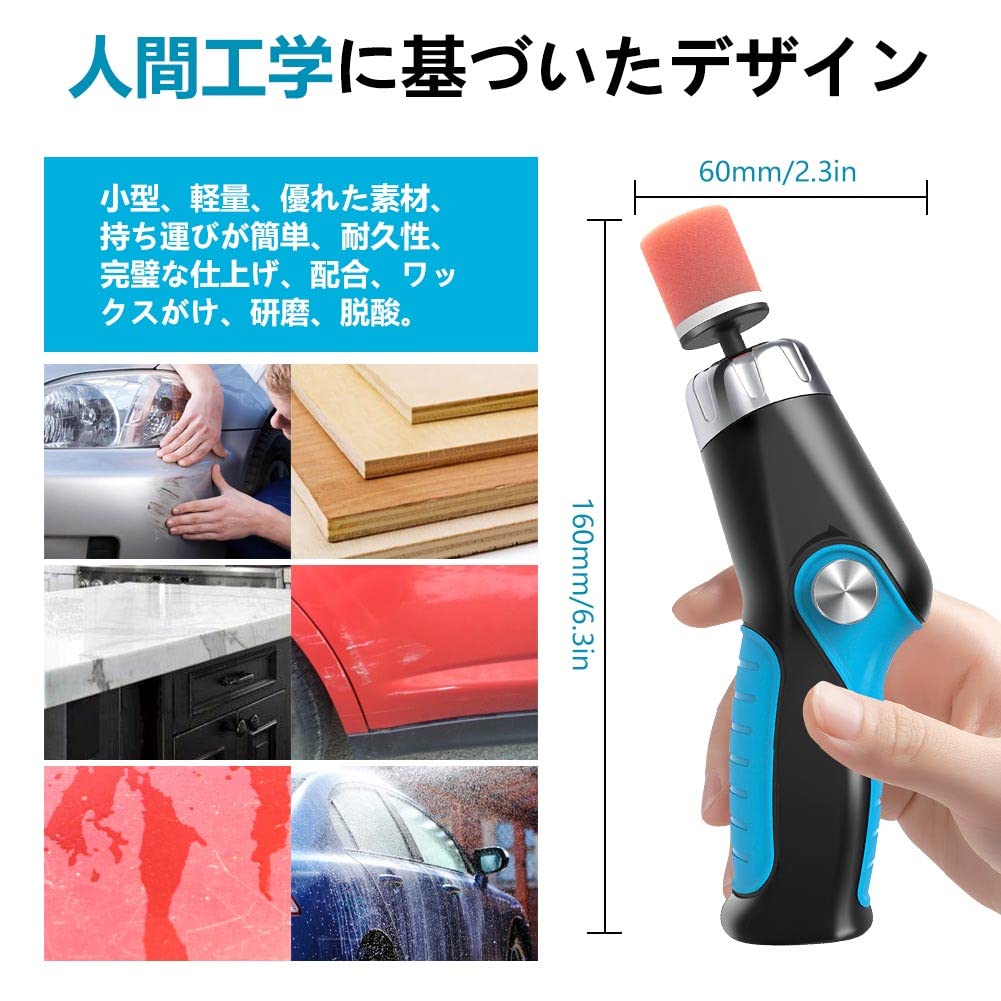 人間工学に基づいたデザイン
60mm/2.3in
小型、軽量、優れた素材、
持ち運びが簡単、耐久性、
完璧な仕上げ、配合、ワッ
クスがけ、研磨、脱酸。
160mm/6.3in